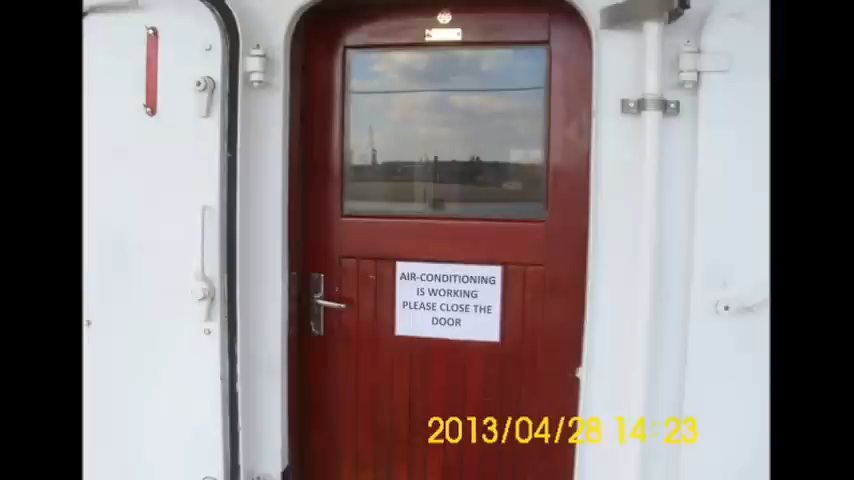 AIR-CONDITIONING
IS WORKING
PLEASE CLOSE THE
DOOR
2013/04/28 14:23